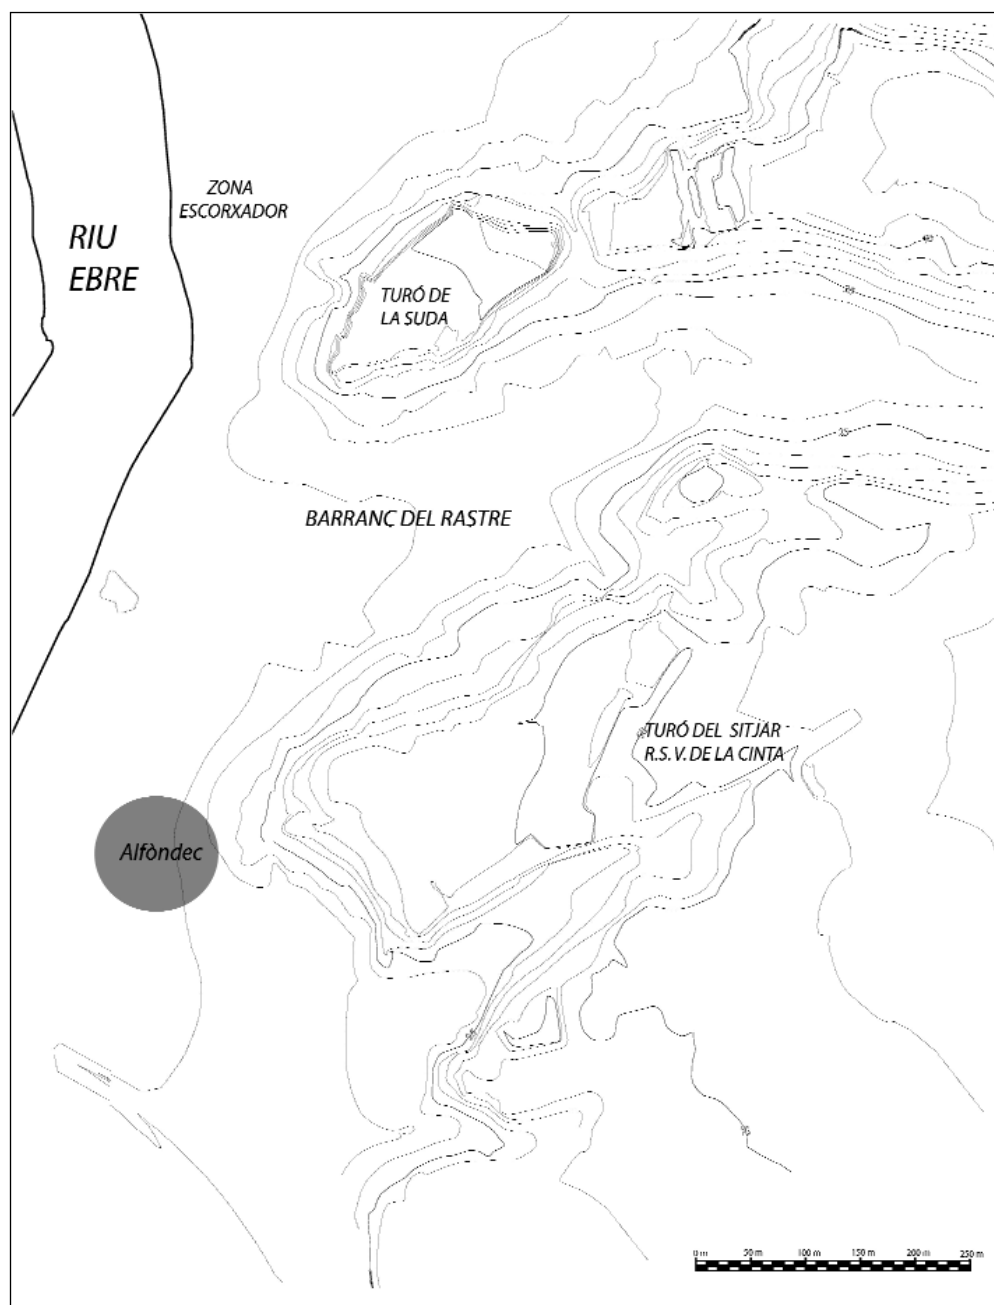 ZONA
ESCORXADOR
RIU
EBRE
TURÓ DE
LA SUDA
BARRANC DEL RASTRE
TURÓ DEL SITJAR
R.S. V. DE LA CINTA
Alfòndec
0 m 50 m 100 m 150 m 200 m 250 m